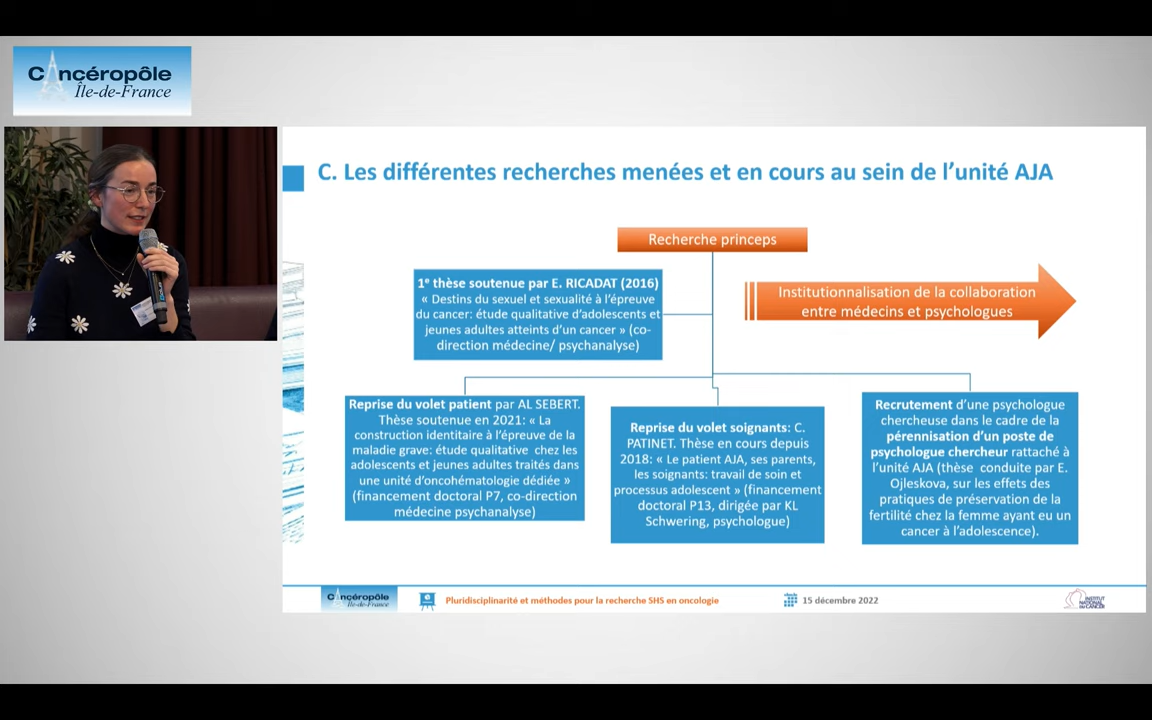 Cancéropôle
Île-de-France
C. Les différentes recherches menées et en cours au sein de l'unité AJA
Recherche princeps
1e thèse soutenue par E. RICADAT (2016)
« Destins du sexuel et sexualité à l'épreuve
du cancer: étude qualitative d'adolescents et
jeunes adultes atteints d'un cancer » (co-
direction médecine/ psychanalyse)
Institutionnalisation de la collaboration
entre médecins et psychologues
Reprise du volet patient par AL SEBERT.
Thèse soutenue en 2021: « La
construction identitaire à l'épreuve de la
maladie grave: étude qualitative chez les
adolescents et jeunes adultes traités dans
une unité d'oncohématologie dédiée »
(financement doctoral P7, co-direction
médecine psychanalyse)
Reprise du volet soignants: C.
PATINET. Thèse en cours depuis
2018: « Le patient AJA, ses parents,
les soignants: travail de soin et
processus adolescent » (financement
doctoral P13, dirigée par KL
Schwering, psychologue)
Recrutement d'une psychologue
chercheuse dans le cadre de la
pérennisation d'un poste de
psychologue chercheur rattaché à
l'unité AJA (thèse conduite par E.
Ojleskova, sur les effets des
pratiques de préservation de la
fertilité chez la femme ayant eu un
cancer à l'adolescence).
Cancéropôle
Île-de-France
Pluridisciplinarité et méthodes pour la recherche SHS en oncologie
15 décembre 2022
INSTITUT
NATIONAL
DU CANCER